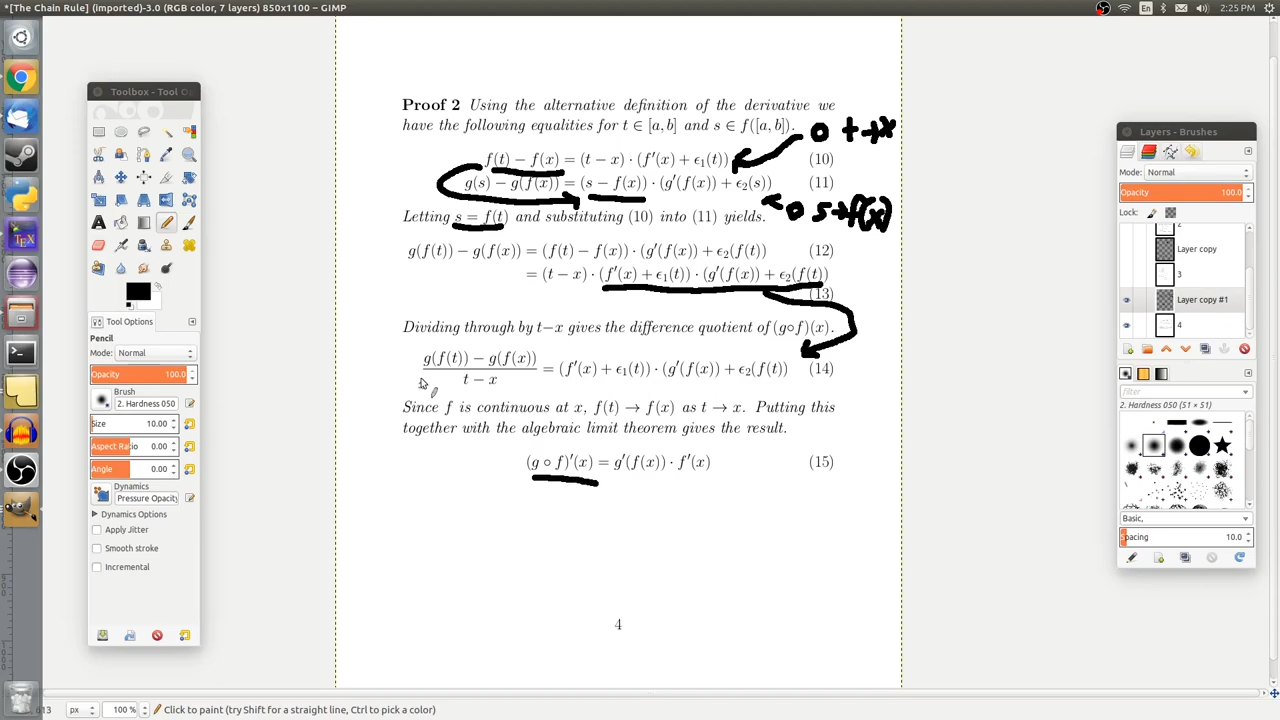 *[The Chain Rule] (imported)-3.0 (RGB color, 7 layers) 850x1100 – GIMP
En
2:25 PM
Toolbox - Tool Op
Proof 2 Using the alternative definition of the derivative we
have the following equalities for t ∈ [a, b] and s ∈ f([a, b]).
0 t→x
f(t) − f(x) = (t − x) · (f′(x) + ϵ₁(t)) (10)
g(s) − g(f(x)) = (s − f(x)) · (g′(f(x)) + ϵ₂(s)) (11)
0 s→f(x)
Letting s = f(t) and substituting (10) into (11) yields.
g(f(t)) − g(f(x)) = (f(t) − f(x)) · (g′(f(x)) + ϵ₂(f(t)) (12)
= (t − x) · (f′(x) + ϵ₁(t)) · (g′(f(x)) + ϵ₂(f(t))
(13)
Dividing through by t−x gives the difference quotient of (g∘f)(x).
g(f(t)) − g(f(x)) / t − x = (f′(x) + ϵ₁(t)) · (g′(f(x)) + ϵ₂(f(t)) (14)
Since f is continuous at x, f(t) → f(x) as t → x. Putting this
together with the algebraic limit theorem gives the result.
(g ∘ f)′(x) = g′(f(x)) · f′(x) (15)
4
Tool Options
Pencil
Mode: Normal
Opacity 100.0
Brush
2. Hardness 050
Size 10.00
Aspect Ratio 0.00
Angle 0.00
Dynamics
Pressure Opacity
Dynamics Options
Apply Jitter
Smooth stroke
Incremental
Layers - Brushes
Mode: Normal
Opacity 100.0
Lock:
2
Layer copy
3
Layer copy #1
4
filter
2. Hardness 050 (51 × 51)
Basic,
Spacing 10.0
px
100 %
Click to paint (try Shift for a straight line, Ctrl to pick a color)